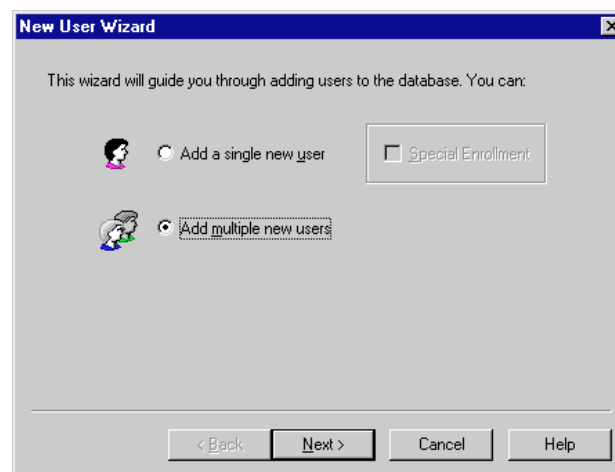 New User Wizard
This wizard will guide you through adding users to the database. You can:
Add a single new user
Special Enrollment
Add multiple new users
< Back
Next >
Cancel
Help